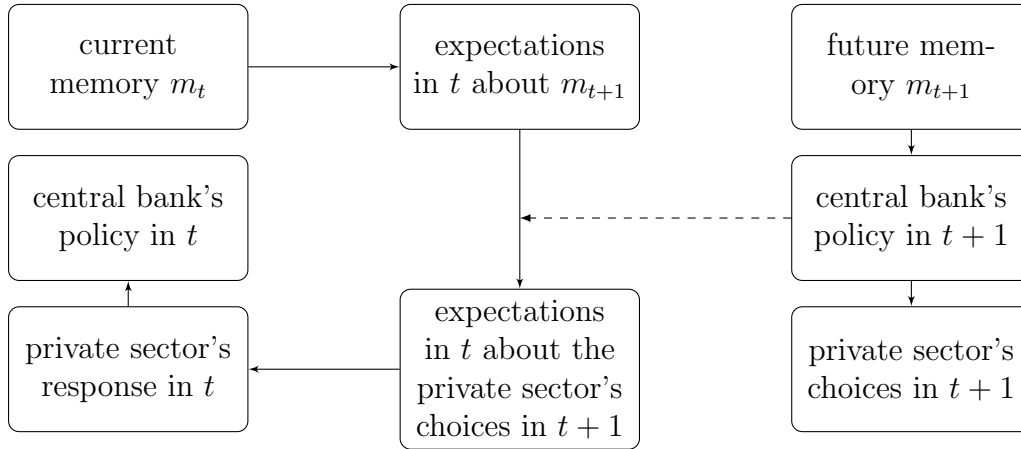 current
memory m_t
expectations
in t about m_{t+1}
future mem-
ory m_{t+1}
central bank's
policy in t
central bank's
policy in t + 1
private sector's
response in t
expectations
in t about the
private sector's
choices in t + 1
private sector's
choices in t + 1